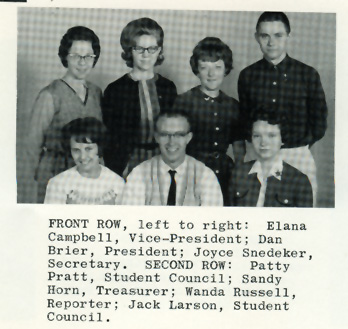 FRONT ROW, left to right: Elana
Campbell, Vice-President; Dan
Brier, President; Joyce Snedeker,
Secretary. SECOND ROW: Patty
Pratt, Student Council; Sandy
Horn, Treasurer; Wanda Russell,
Reporter; Jack Larson, Student
Council.